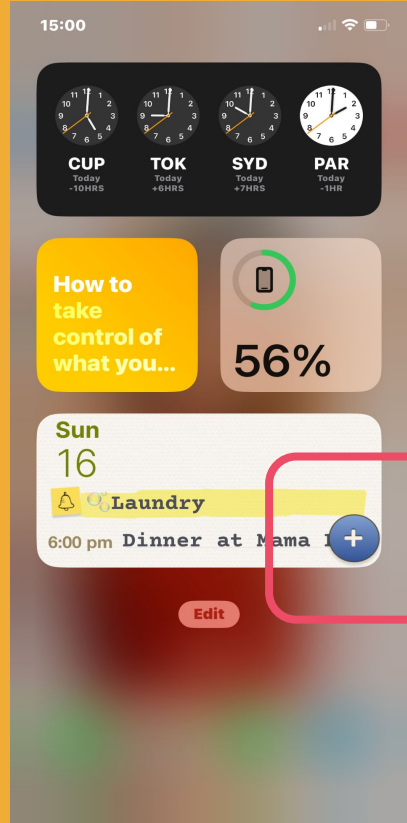 15:00
CUP TOK SYD PAR
Today Today Today Today
-10HRS +6HRS +7HRS -1HR
How to
take
control of
what you...
56%
Sun
16
Laundry
6:00 pm Dinner at Mama
Edit